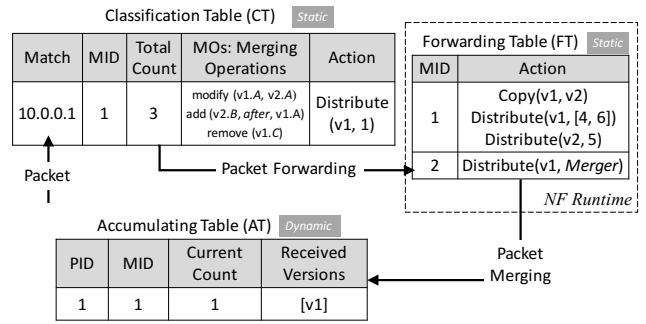 Classification Table (CT) Static
Match MID Total Count MOs: Merging Operations Action
10.0.0.1 1 3 modify (v1.A, v2.A) Distribute
add (v2.B, after, v1.A) (v1, 1)
remove (v1.C)
Packet
Packet Forwarding
Forwarding Table (FT) Static
MID Action
1 Copy(v1, v2)
Distribute(v1, [4, 6])
Distribute(v2, 5)
2 Distribute(v1, Merger)
NF Runtime
Packet
Merging
Accumulating Table (AT) Dynamic
PID MID Current Count Received Versions
1 1 1 [v1]